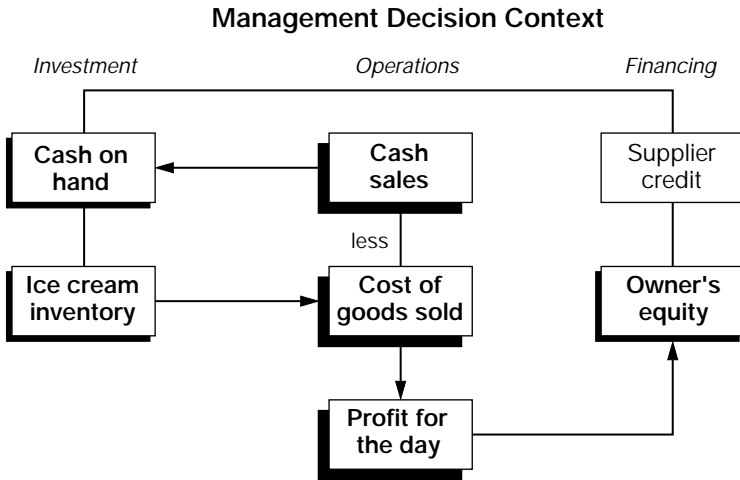 Management Decision Context
Investment
Operations
Financing
Cash on
hand
Cash
sales
Supplier
credit
less
Ice cream
inventory
Cost of
goods sold
Owner's
equity
Profit for
the day